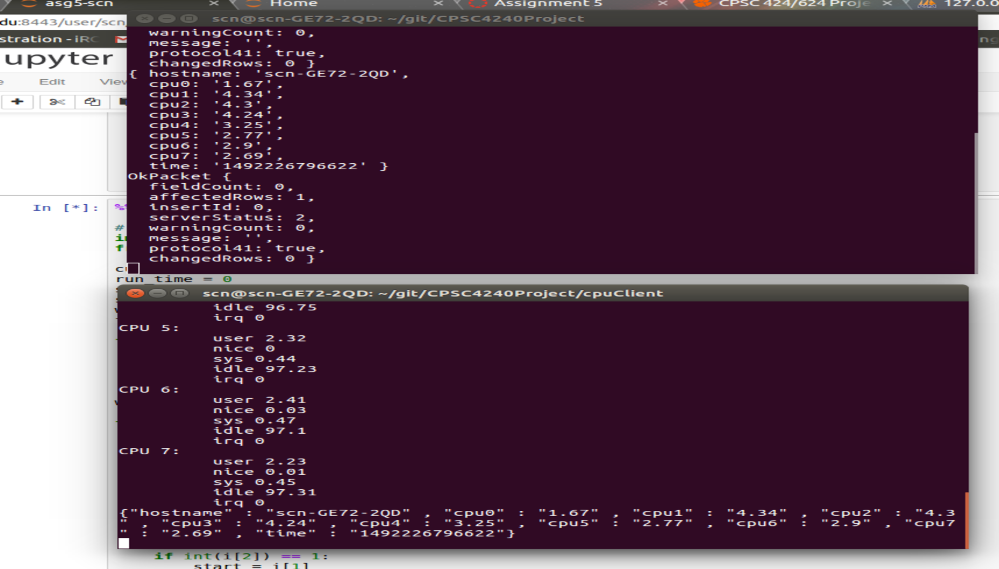 asg5-scn
Home
Assignment 5
CPSC 424/624 Proje
127.0.0
du:8443/user/scn
stration - iRC
upyter
Edit
View
In [*]:
#
run_time = 0
if int(i[2]) == 1:
start = i[1]
scn@scn-GE72-2QD: ~/git/CPSC4240Project
warningCount: 0,
message: '',
protocol41: true,
changedRows: 0 }
{ hostname: 'scn-GE72-2QD',
cpu0: '1.67',
cpu1: '4.34',
cpu2: '4.3',
cpu3: '4.24',
cpu4: '3.25',
cpu5: '2.77',
cpu6: '2.9',
cpu7: '2.69',
time: '1492226796622' }
OkPacket {
fieldCount: 0,
affectedRows: 1,
insertId: 0,
serverStatus: 2,
warningCount: 0,
message: '',
protocol41: true,
changedRows: 0 }
scn@scn-GE72-2QD: ~/git/CPSC4240Project/cpuClient
idle 96.75
irq 0
CPU 5:
user 2.32
nice 0
sys 0.44
idle 97.23
irq 0
CPU 6:
user 2.41
nice 0.03
sys 0.47
idle 97.1
irq 0
CPU 7:
user 2.23
nice 0.01
sys 0.45
idle 97.31
irq 0
{"hostname" : "scn-GE72-2QD" , "cpu0" : "1.67" , "cpu1" : "4.34" , "cpu2" : "4.3
" , "cpu3" : "4.24" , "cpu4" : "3.25" , "cpu5" : "2.77" , "cpu6" : "2.9" , "cpu7
" : "2.69" , "time" : "1492226796622"}